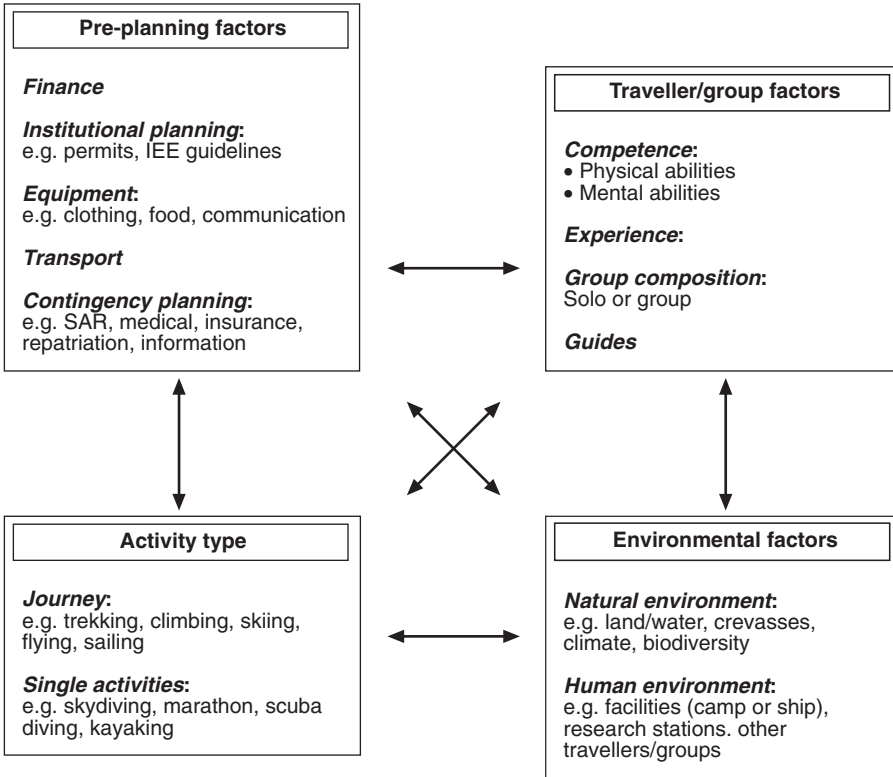 Pre-planning factors
Finance
Institutional planning:
e.g. permits, IEE guidelines
Equipment:
e.g. clothing, food, communication
Transport
Contingency planning:
e.g. SAR, medical, insurance,
repatriation, information
Traveller/group factors
Competence:
• Physical abilities
• Mental abilities
Experience:
Group composition:
Solo or group
Guides
Activity type
Journey:
e.g. trekking, climbing, skiing,
flying, sailing
Single activities:
e.g. skydiving, marathon, scuba
diving, kayaking
Environmental factors
Natural environment:
e.g. land/water, crevasses,
climate, biodiversity
Human environment:
e.g. facilities (camp or ship),
research stations. other
travellers/groups